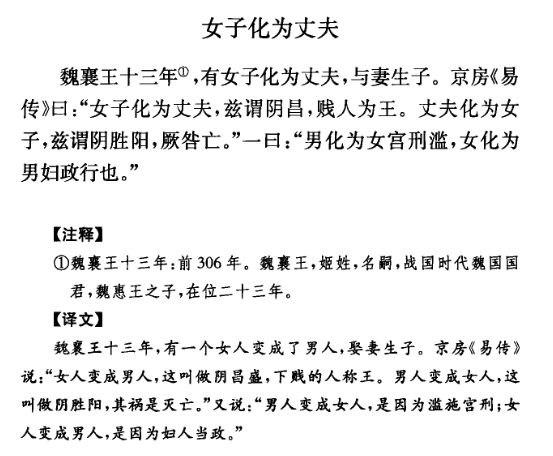 女子化为丈夫
魏襄王十三年①,有女子化为丈夫,与妻生子。京房《易
传》曰:“女子化为丈夫,兹谓阴昌,贱人为王。丈夫化为女
子,兹谓阴胜阳,厥咎亡。”一曰:“男化为女宫刑滥,女化为
男妇政行也。”
【注释】
①魏襄王十三年:前306年。魏襄王,姬姓,名嗣,战国时代魏国国
君,魏惠王之子,在位二十三年。
【译文】
魏襄王十三年,有一个女人变成了男人,娶妻生子。京房《易传》
说:“女人变成男人,这叫做阴昌盛,下贱的人称王。男人变成女人,这
叫做阴胜阳,其祸是灭亡。”又说:“男人变成女人,是因为滥施宫刑;女
人变成男人,是因为妇人当政。”